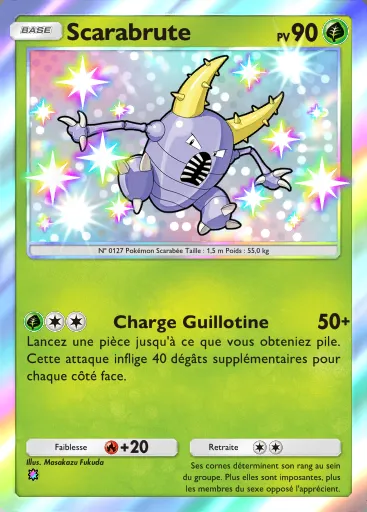 BASE Scarabrute PV 90
N° 0127 Pokémon Scarabée Taille : 1,5 m Poids : 55,0 kg
Charge Guillotine 50+
Lancez une pièce jusqu'à ce que vous obteniez pile.
Cette attaque inflige 40 dégâts supplémentaires pour
chaque côté face.
Faiblesse +20 Retraite
Illus. Masakazu Fukuda
Ses cornes déterminent son rang au sein
du groupe. Plus elles sont imposantes, plus
les membres du sexe opposé l'apprécient.